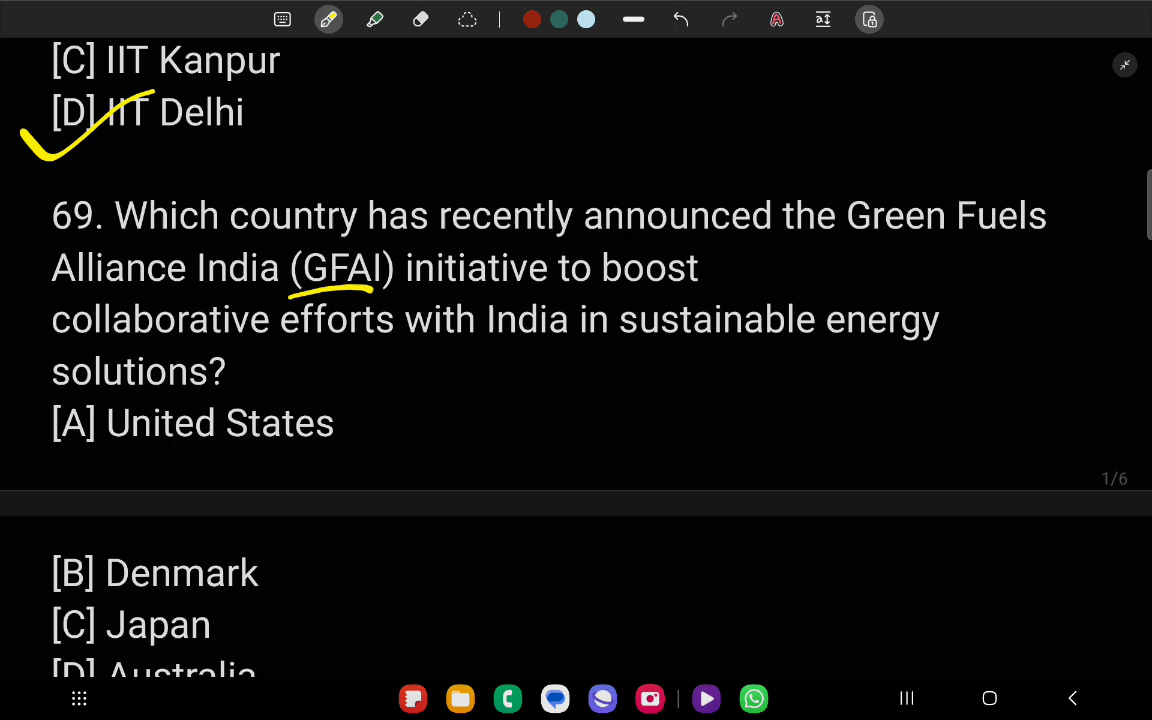 [C] IIT Kanpur
[D] IIT Delhi
69. Which country has recently announced the Green Fuels
Alliance India (GFAI) initiative to boost
collaborative efforts with India in sustainable energy
solutions?
[A] United States
1/6
[B] Denmark
[C] Japan
[D] Australia